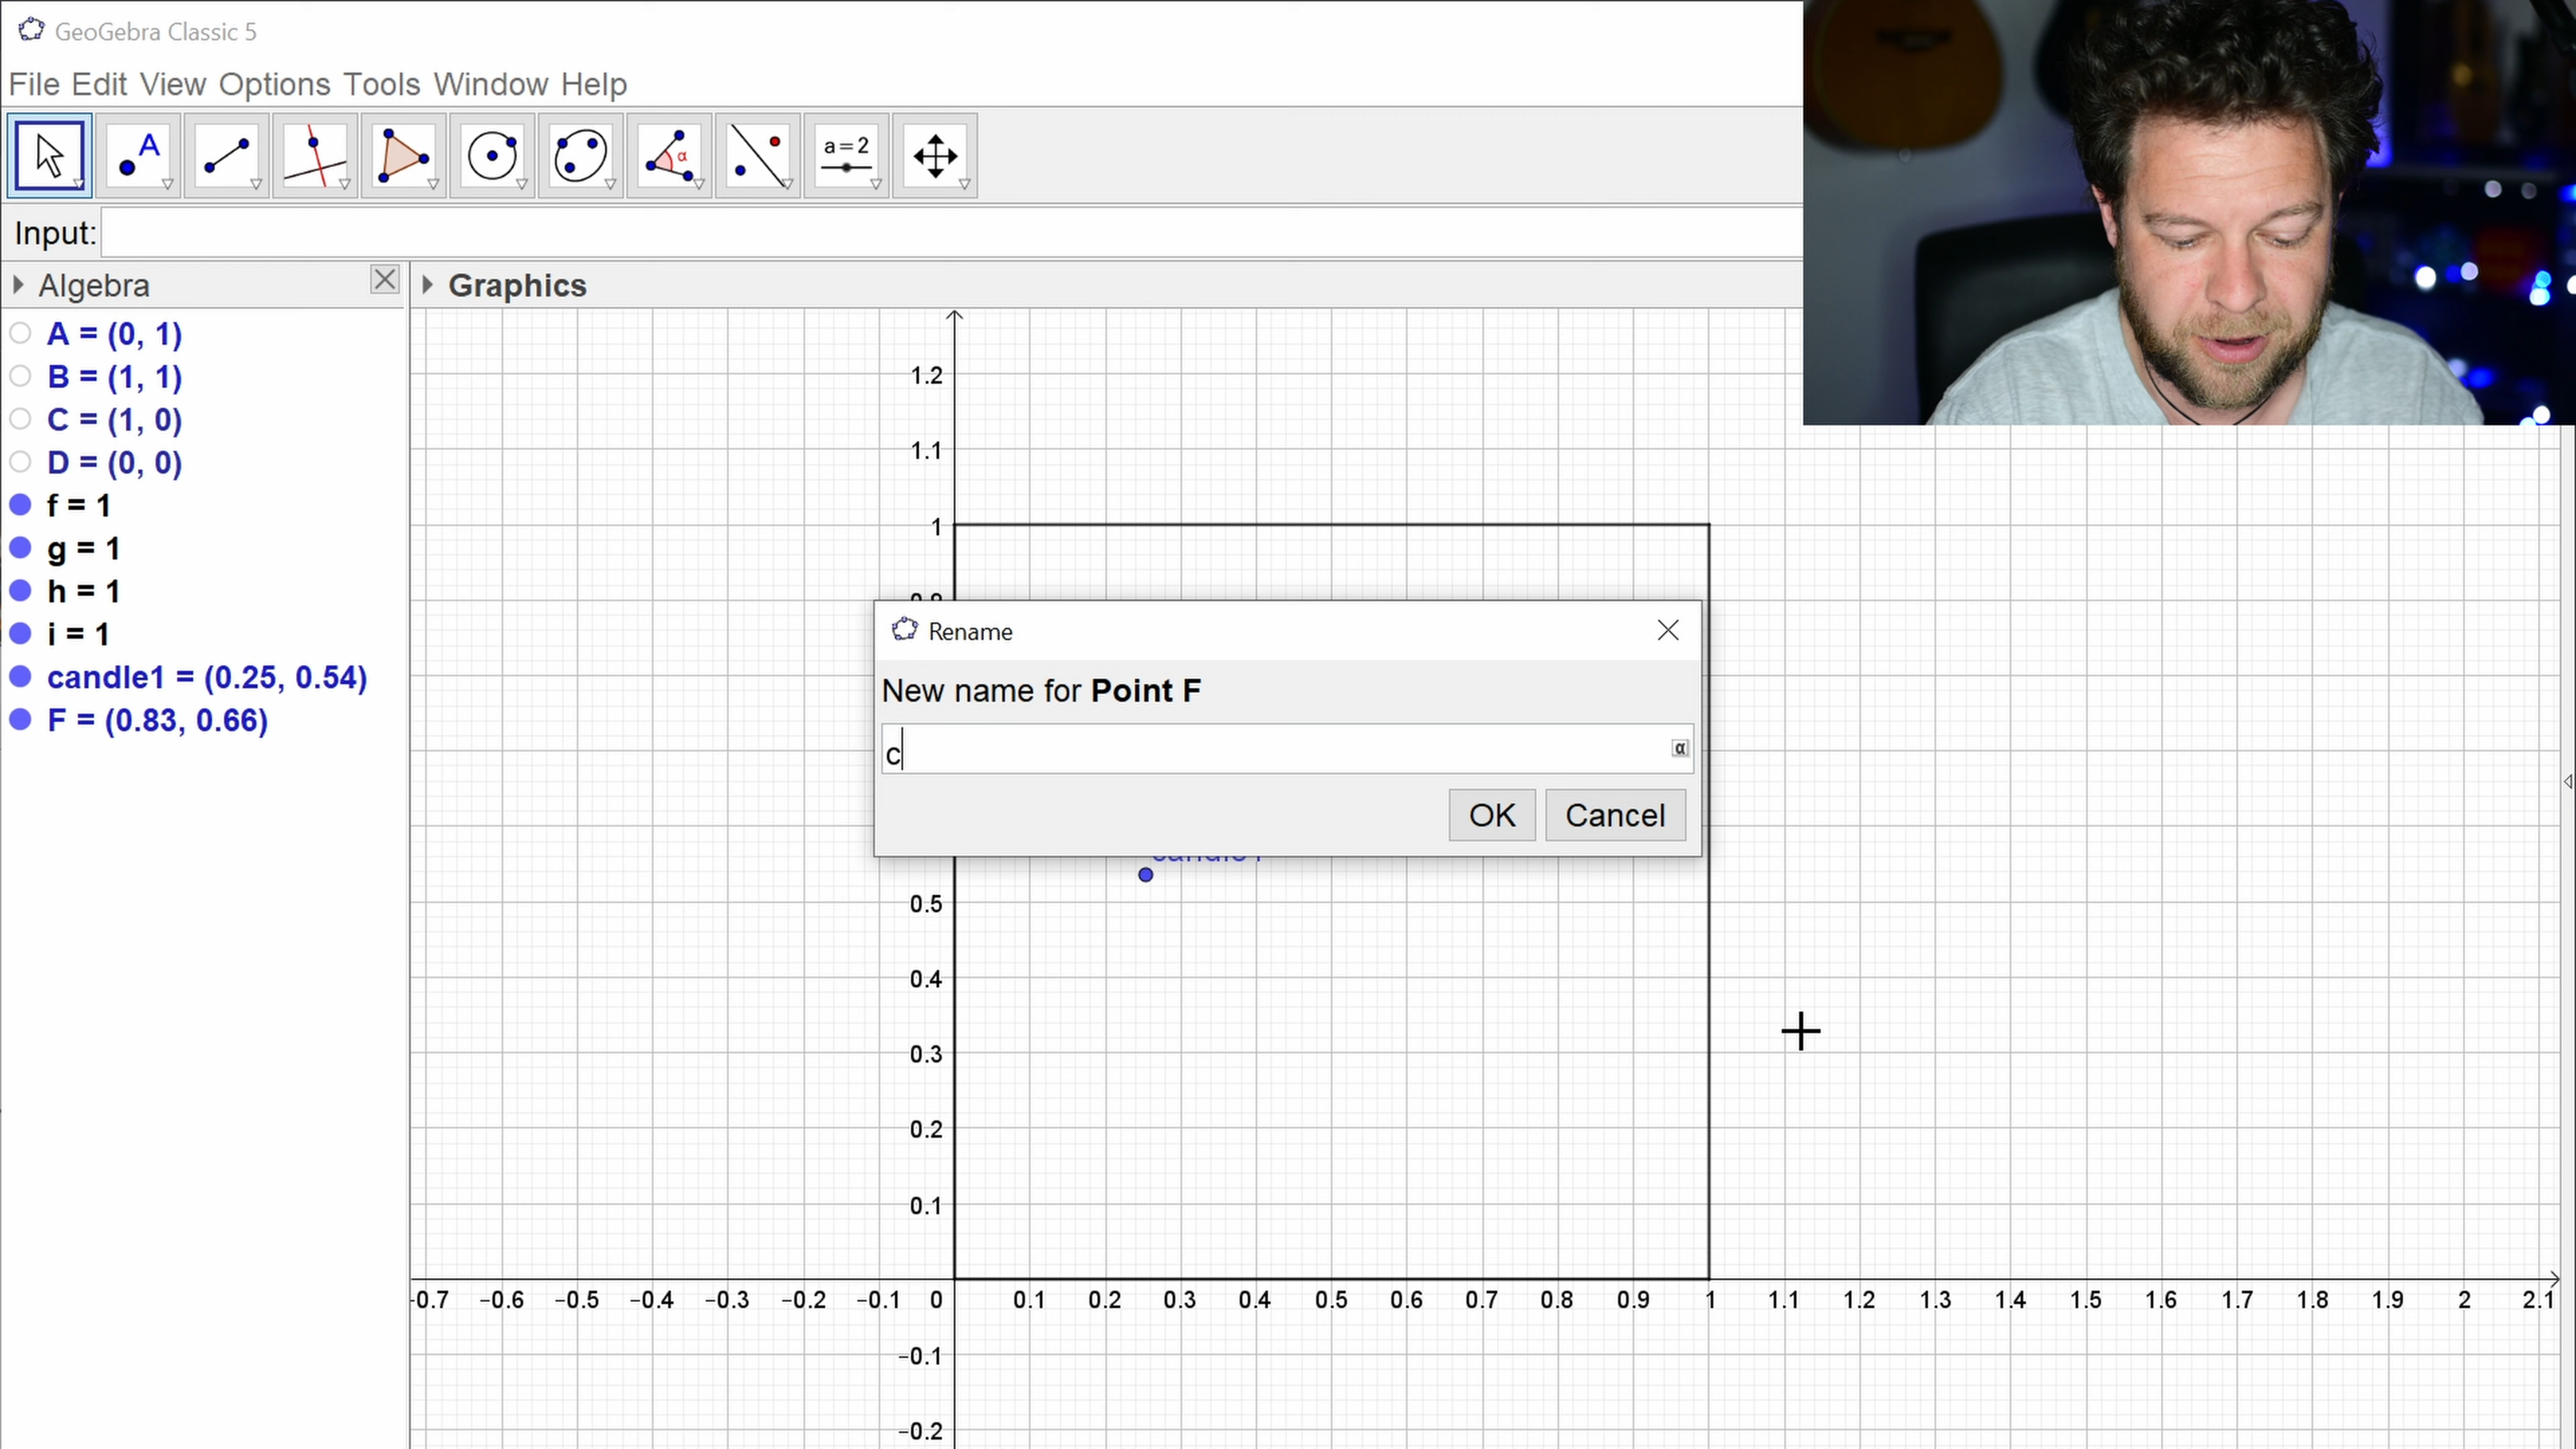 GeoGebra Classic 5
File Edit View Options Tools Window Help
A
α
a=2
Input:
Algebra
Graphics
A = (0, 1)
B = (1, 1)
C = (1, 0)
D = (0, 0)
f = 1
g = 1
h = 1
i = 1
candle1 = (0.25, 0.54)
F = (0.83, 0.66)
1.2
1.1
1
Rename
New name for Point F
c
α
OK Cancel
candle1
0.5
0.4
0.3
0.2
0.1
-0.7 −0.6 −0.5 −0.4 −0.3 −0.2 −0.1 0 0.1 0.2 0.3 0.4 0.5 0.6 0.7 0.8 0.9 1 1.1 1.2 1.3 1.4 1.5 1.6 1.7 1.8 1.9 2 2.1
−0.1
−0.2